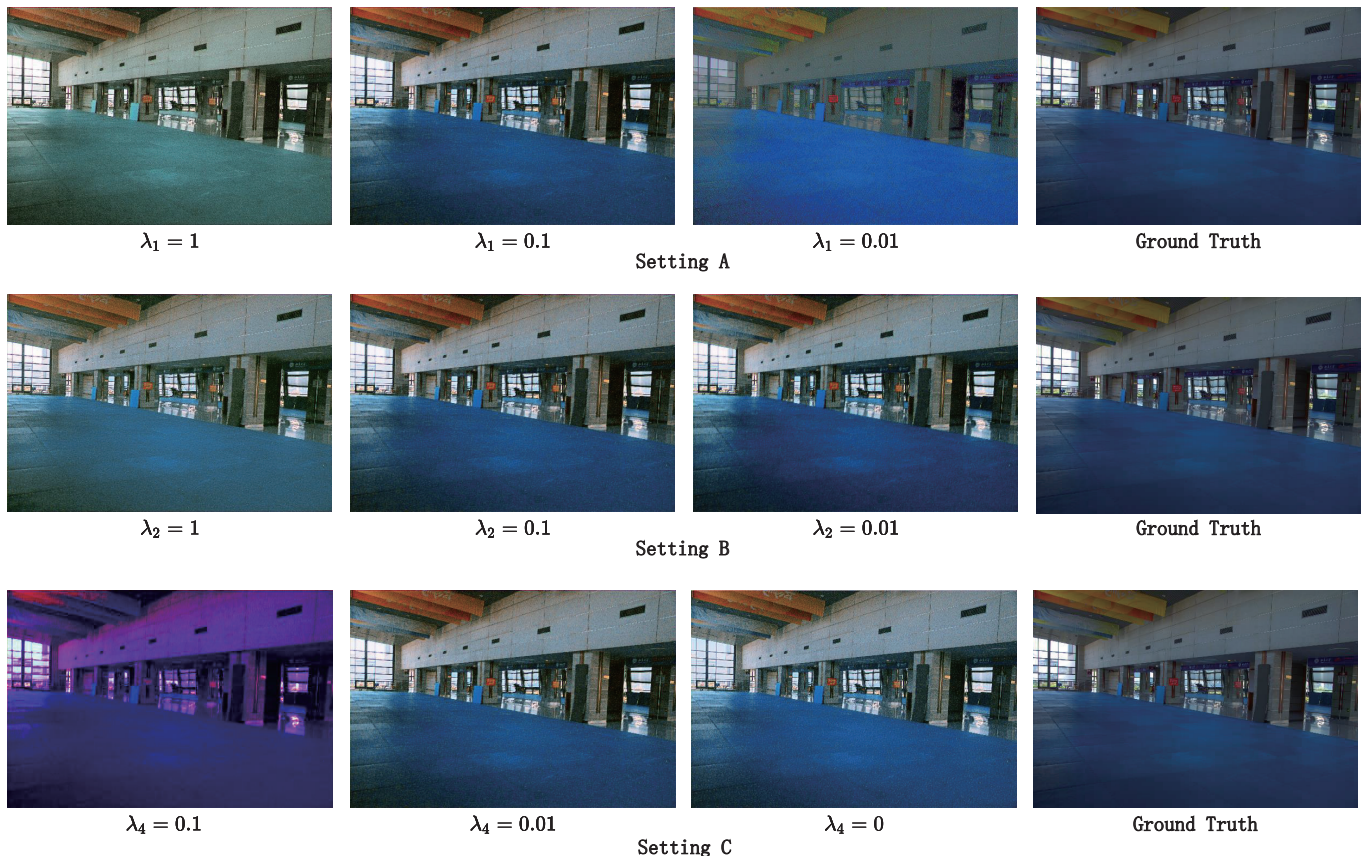 λ₁ = 1 λ₁ = 0.1 λ₁ = 0.01 Ground Truth
Setting A
λ₂ = 1 λ₂ = 0.1 λ₂ = 0.01 Ground Truth
Setting B
λ₄ = 0.1 λ₄ = 0.01 λ₄ = 0 Ground Truth
Setting C